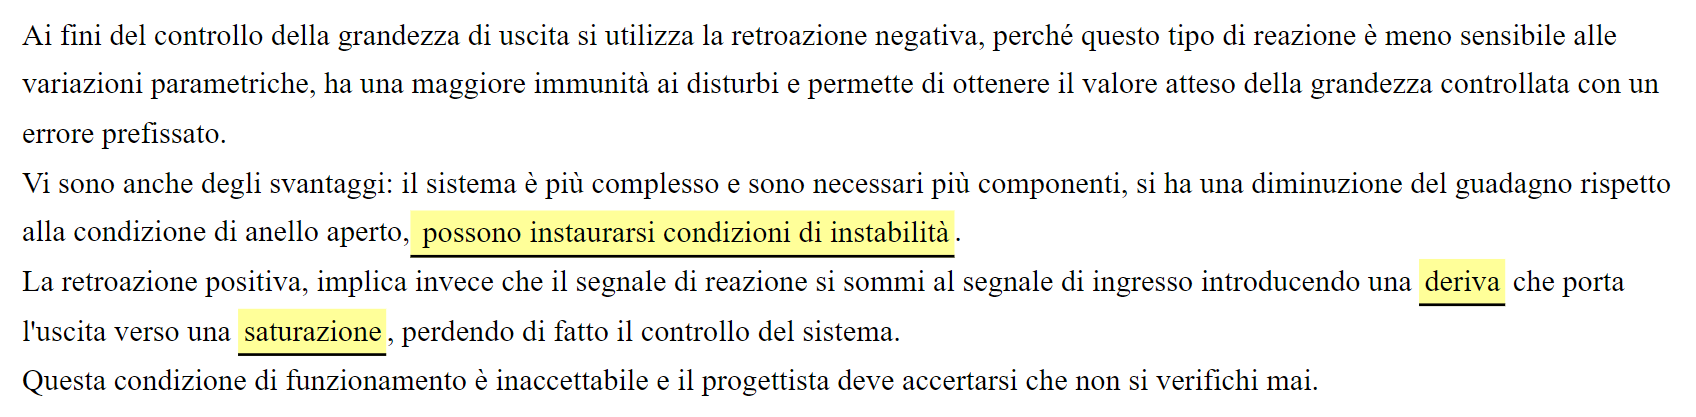 Ai fini del controllo della grandezza di uscita si utilizza la retroazione negativa, perché questo tipo di reazione è meno sensibile alle
variazioni parametriche, ha una maggiore immunità ai disturbi e permette di ottenere il valore atteso della grandezza controllata con un
errore prefissato.
Vi sono anche degli svantaggi: il sistema è più complesso e sono necessari più componenti, si ha una diminuzione del guadagno rispetto
alla condizione di anello aperto, possono instaurarsi condizioni di instabilità.
La retroazione positiva, implica invece che il segnale di reazione si sommi al segnale di ingresso introducendo una deriva che porta
l'uscita verso una saturazione, perdendo di fatto il controllo del sistema.
Questa condizione di funzionamento è inaccettabile e il progettista deve accertarsi che non si verifichi mai.